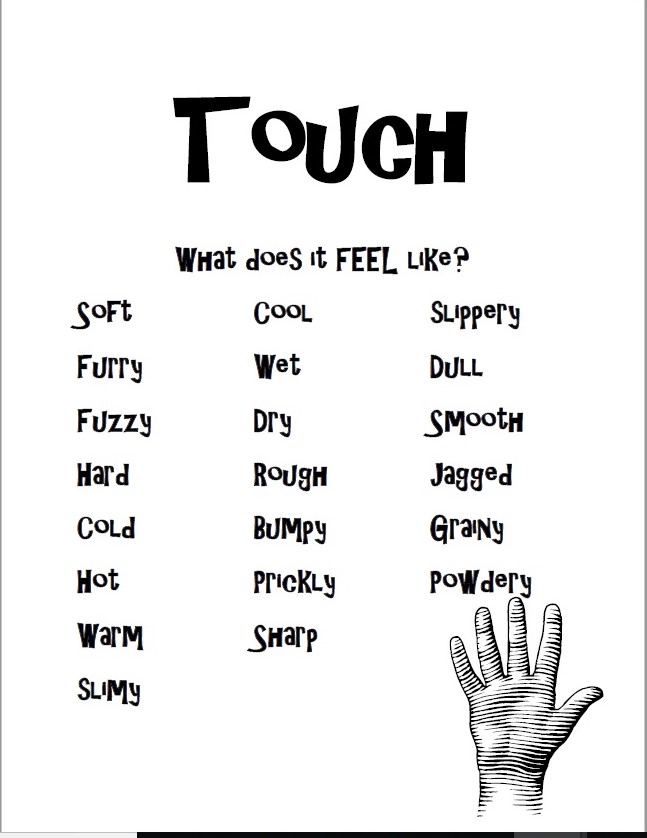 Touch
What does it FEEL like?
Soft Cool Slippery
Furry Wet Dull
Fuzzy Dry Smooth
Hard Rough Jagged
Cold Bumpy Grainy
Hot Prickly Powdery
Warm Sharp
Slimy